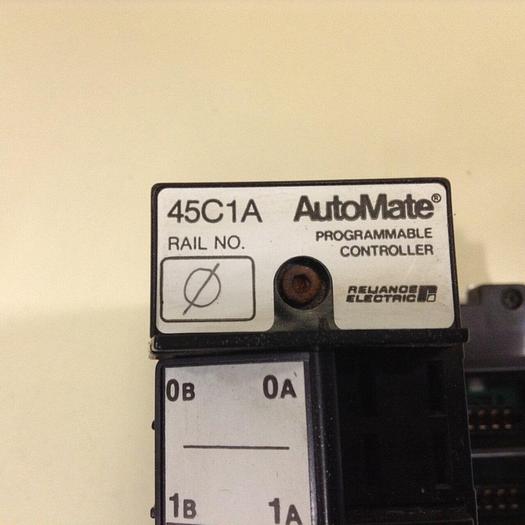 45C1A AutoMate®
RAIL NO. PROGRAMMABLE
CONTROLLER
Ø
RELIANCE
ELECTRIC
0B 0A
1B 1A